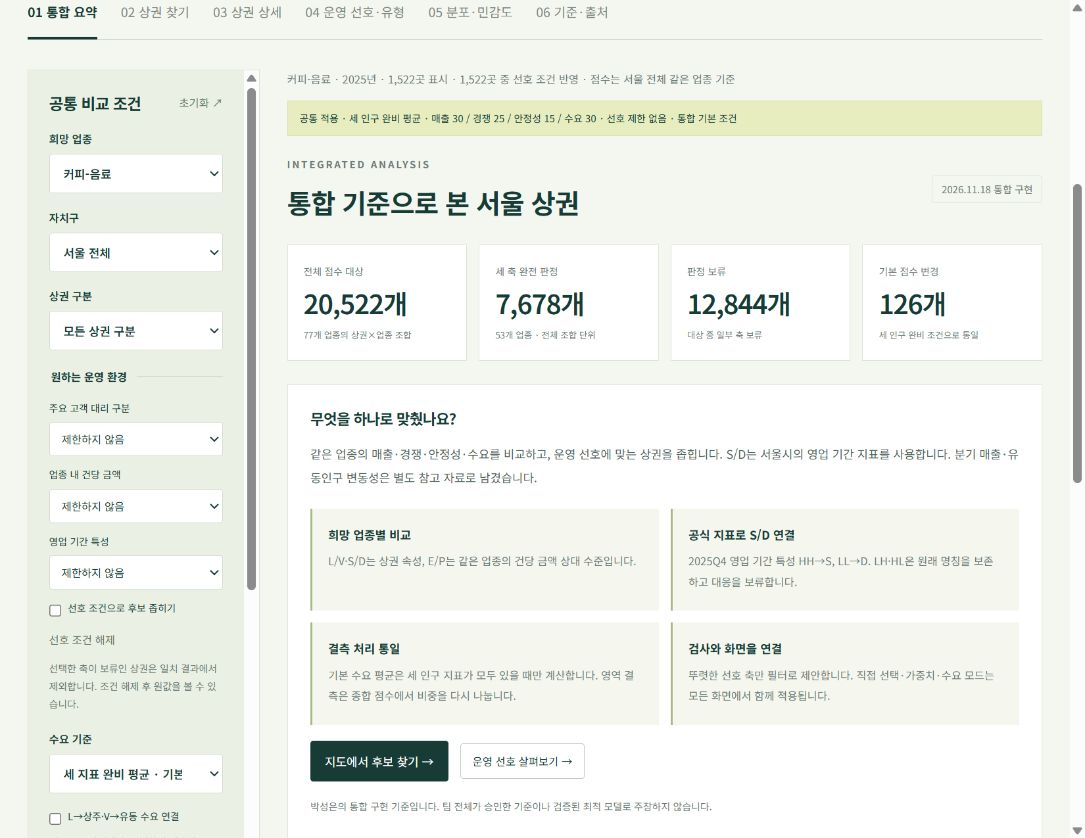 01 통합 요약 02 상권 찾기 03 상권 상세 04 운영 선호·유형 05 분포·민감도 06 기준·출처
공통 비교 조건 초기화 ↗
희망 업종
커피-음료
자치구
서울 전체
상권 구분
모든 상권 구분
원하는 운영 환경
주요 고객 대리 구분
제한하지 않음
업종 내 건당 금액
제한하지 않음
영업 기간 특성
제한하지 않음
선호 조건으로 후보 좁히기
선호 조건 해제
선택한 축이 보류인 상권은 일치 결과에서
제외합니다. 조건 해제 후 원값을 볼 수 있
습니다.
수요 기준
세 지표 완비 평균 · 기본
L→상주·V→유동 수요 연결
커피-음료 · 2025년 · 1,522곳 표시 · 1,522곳 중 선호 조건 반영 · 점수는 서울 전체 같은 업종 기준
공통 적용 · 세 인구 완비 평균 · 매출 30 / 경쟁 25 / 안정성 15 / 수요 30 · 선호 제한 없음 · 통합 기본 조건
INTEGRATED ANALYSIS
통합 기준으로 본 서울 상권
2026.11.18 통합 구현
전체 점수 대상
20,522개
77개 업종의 상권×업종 조합
세 축 완전 판정
7,678개
53개 업종 · 전체 조합 단위
판정 보류
12,844개
대상 중 일부 축 보류
기본 점수 변경
126개
세 인구 완비 조건으로 통일
무엇을 하나로 맞췄나요?
같은 업종의 매출·경쟁·안정성·수요를 비교하고, 운영 선호에 맞는 상권을 좁힙니다. S/D는 서울시의 영업 기간 지표를 사용합니다. 분기 매출·유
동인구 변동성은 별도 참고 자료로 남겼습니다.
희망 업종별 비교
L/V·S/D는 상권 속성, E/P는 같은 업종의 건당 금액 상대 수준입니다.
공식 지표로 S/D 연결
2025Q4 영업 기간 특성 HH→S, LL→D. LH·HL은 원래 명칭을 보존
하고 대응을 보류합니다.
결측 처리 통일
기본 수요 평균은 세 인구 지표가 모두 있을 때만 계산합니다. 영역 결
측은 종합 점수에서 비중을 다시 나눕니다.
검사와 화면을 연결
뚜렷한 선호 축만 필터로 제안합니다. 직접 선택·가중치·수요 모드는
모든 화면에서 함께 적용됩니다.
지도에서 후보 찾기 →
운영 선호 살펴보기 →
박성은의 통합 구현 기준입니다. 팀 전체가 승인한 기준이나 검증된 최적 모델로 주장하지 않습니다.